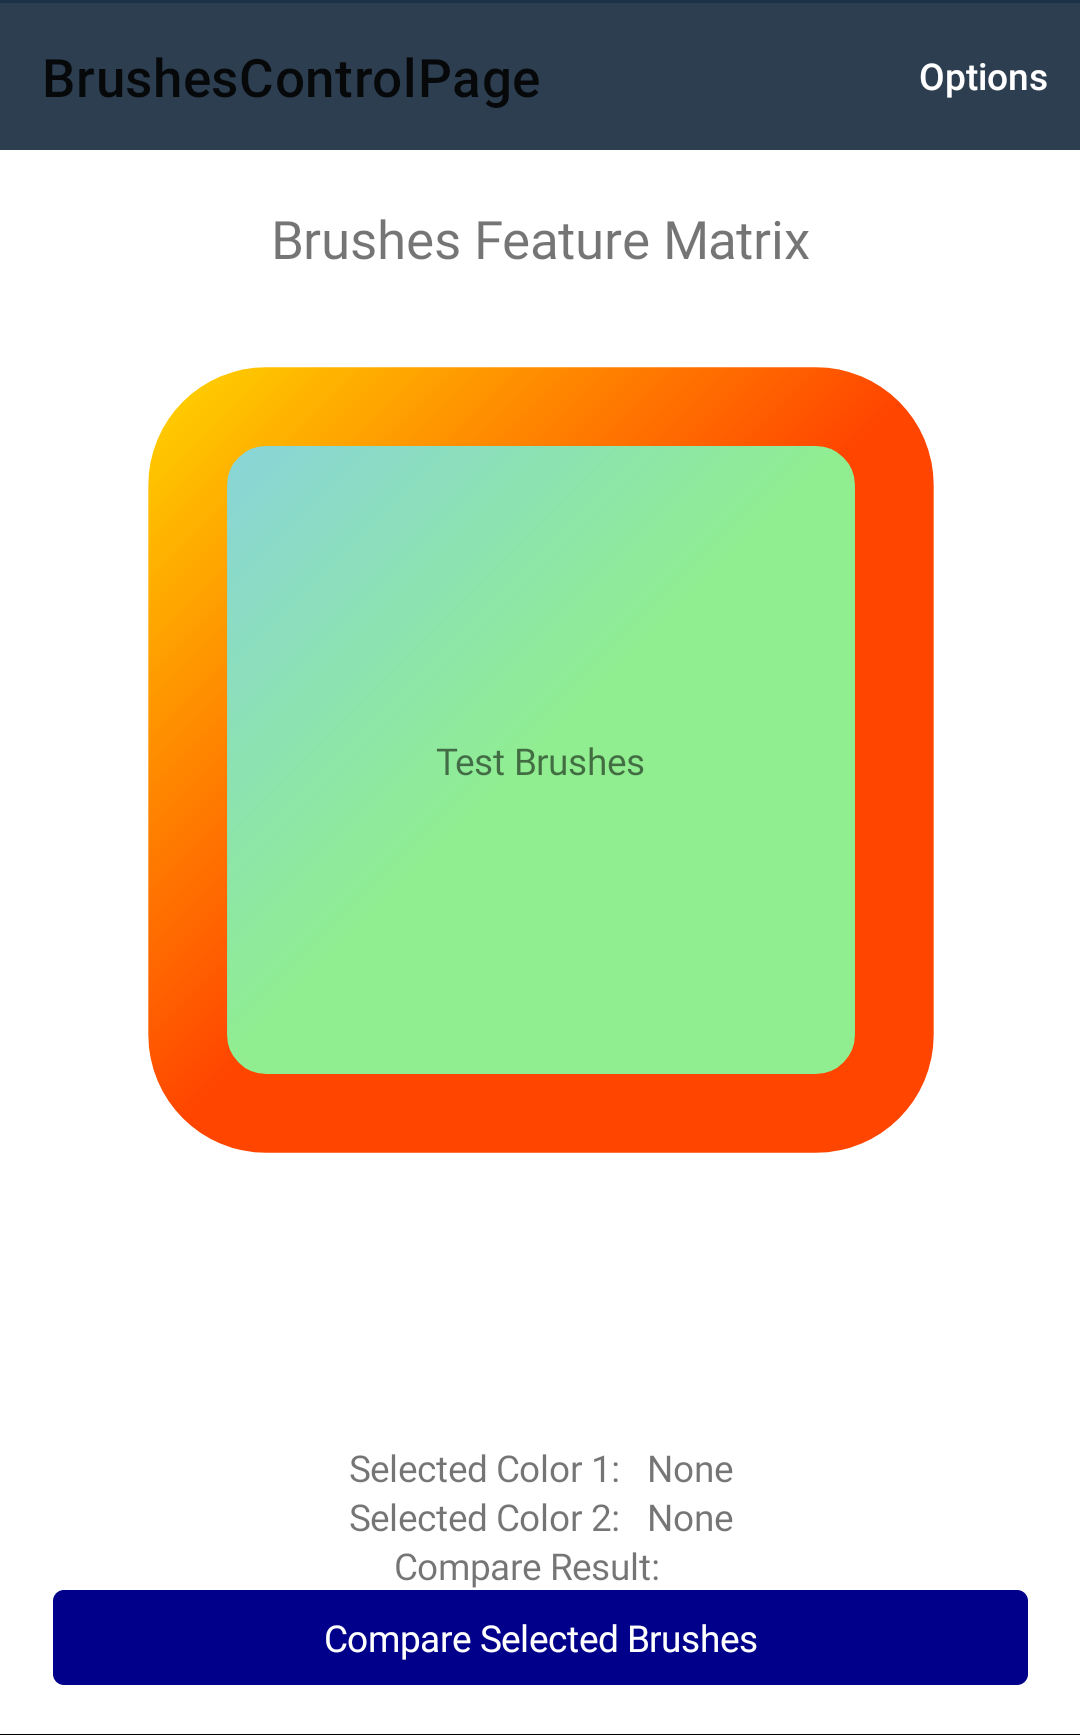 BrushesControlPage
Options
Brushes Feature Matrix
Test Brushes
Selected Color 1: None
Selected Color 2: None
Compare Result:
Compare Selected Brushes